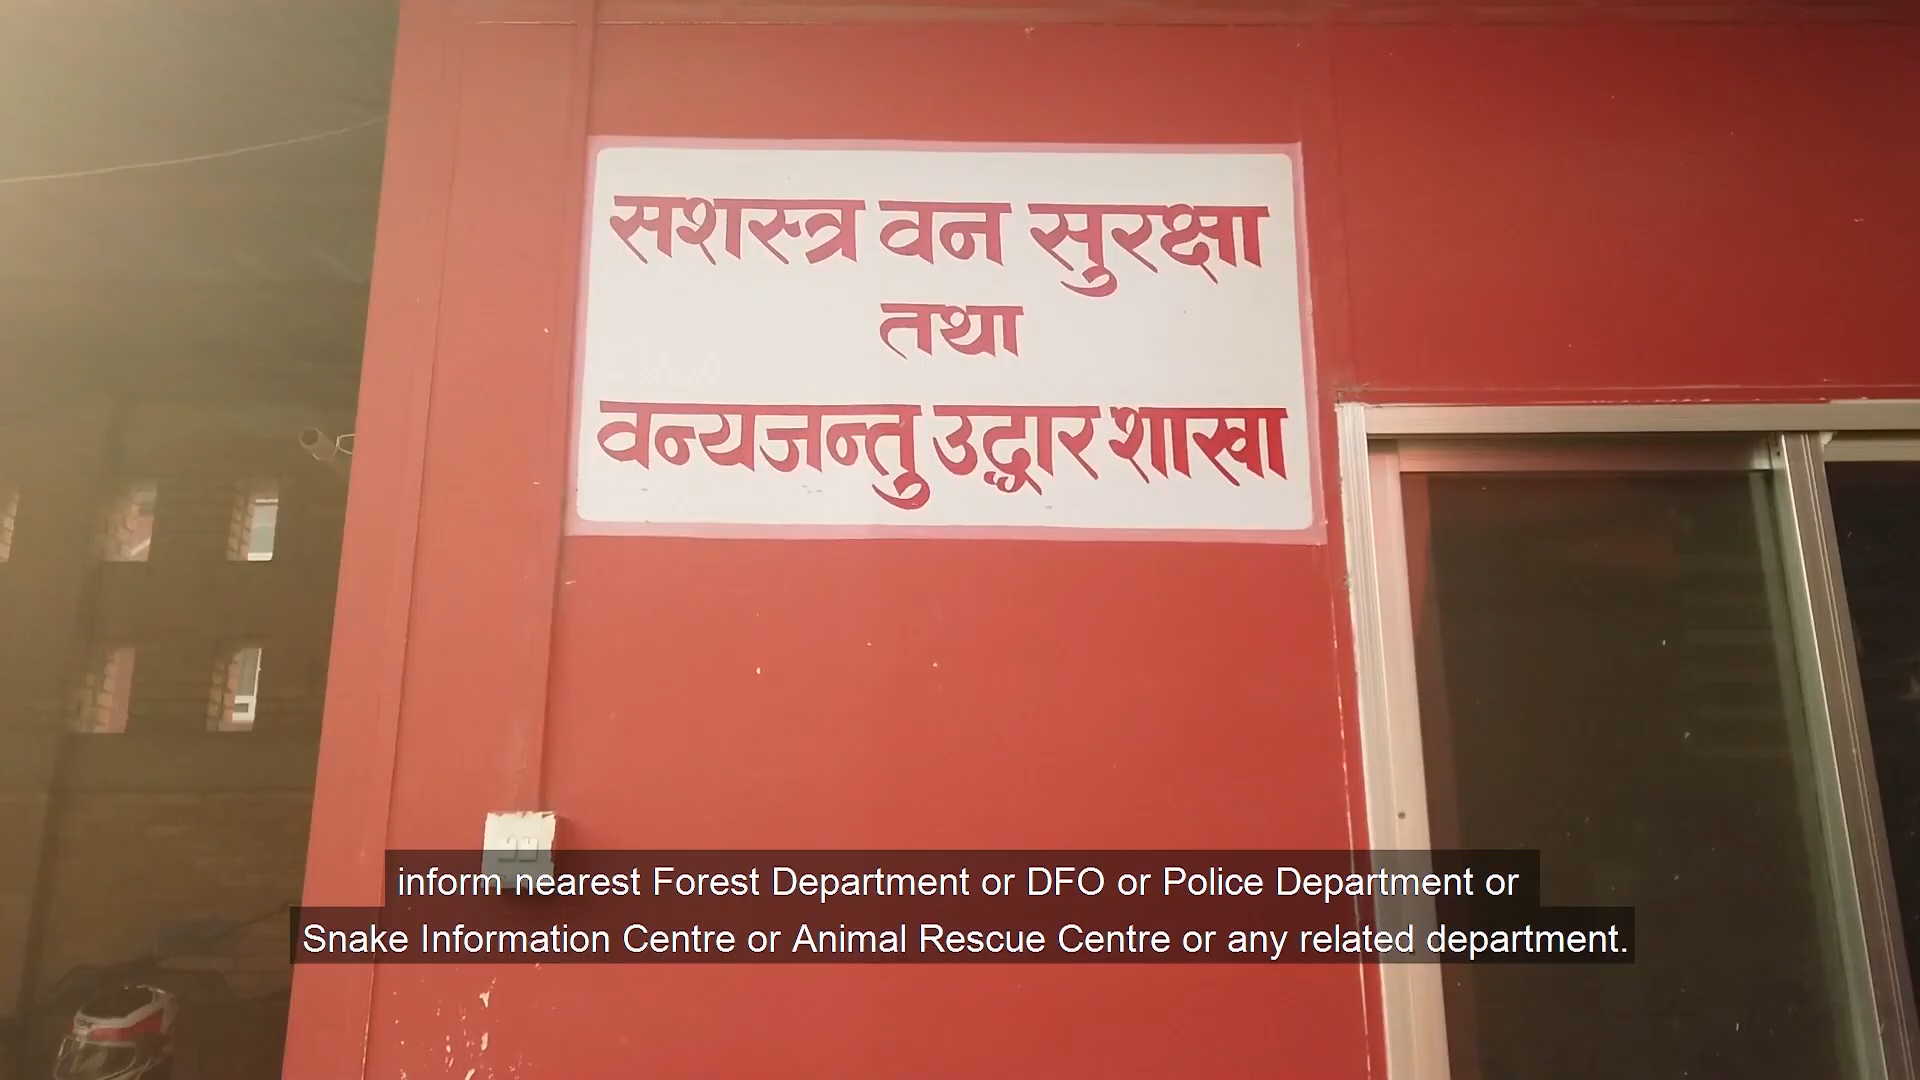 सशस्त्र वन सुरक्षा
तथा
वन्यजन्तु उद्धार शाखा
inform nearest Forest Department or DFO or Police Department or
Snake Information Centre or Animal Rescue Centre or any related department.